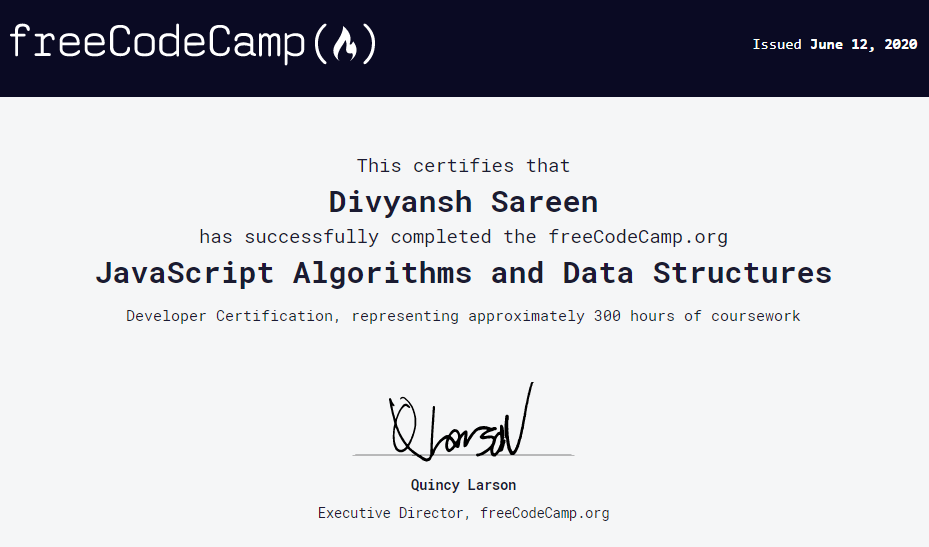 freeCodeCamp(🔥)
Issued June 12, 2020
This certifies that
Divyansh Sareen
has successfully completed the freeCodeCamp.org
JavaScript Algorithms and Data Structures
Developer Certification, representing approximately 300 hours of coursework
Q Larson
Quincy Larson
Executive Director, freeCodeCamp.org